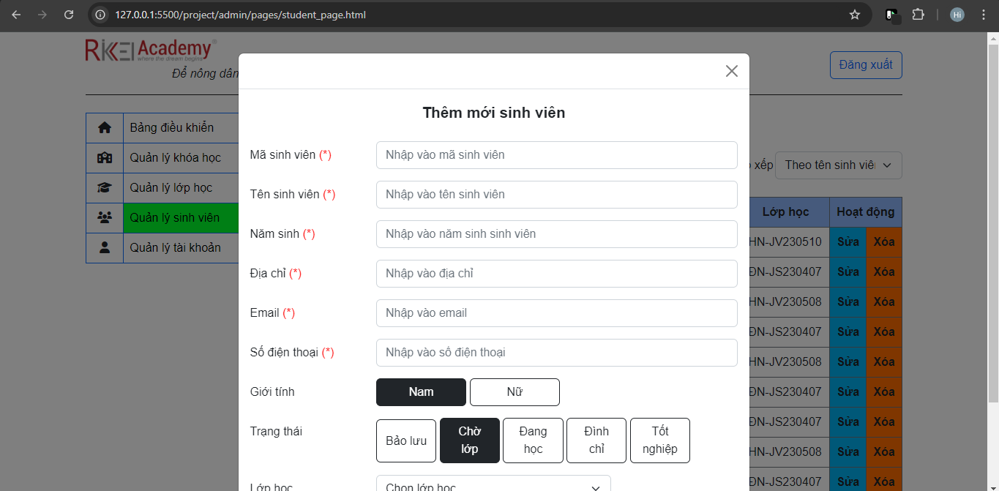 127.0.0.1:5500/project/admin/pages/student_page.html
Hi
RIKKEI Academy
where the dream begins
Để nông dân
Đăng xuất
Thêm mới sinh viên
Bảng điều khiển
Quản lý khóa học
Quản lý lớp học
Quản lý sinh viên
Quản lý tài khoản
Mã sinh viên (*) Nhập vào mã sinh viên
Tên sinh viên (*) Nhập vào tên sinh viên
Năm sinh (*) Nhập vào năm sinh sinh viên
Địa chỉ (*) Nhập vào địa chỉ
Email (*) Nhập vào email
Số điện thoại (*) Nhập vào số điện thoại
Giới tính Nam Nữ
Trạng thái Bảo lưu Chờ lớp Đang học Đình chỉ Tốt nghiệp
Lớp học Chọn lớp học
xếp Theo tên sinh viê
Lớp học Hoạt động
HN-JV230510 Sửa Xóa
ĐN-JS230407 Sửa Xóa
HN-JV230508 Sửa Xóa
ĐN-JS230407 Sửa Xóa
HN-JV230508 Sửa Xóa
ĐN-JS230407 Sửa Xóa
ĐN-JS230407 Sửa Xóa
HN-JV230508 Sửa Xóa
ĐN-JS230407 Sửa Xóa